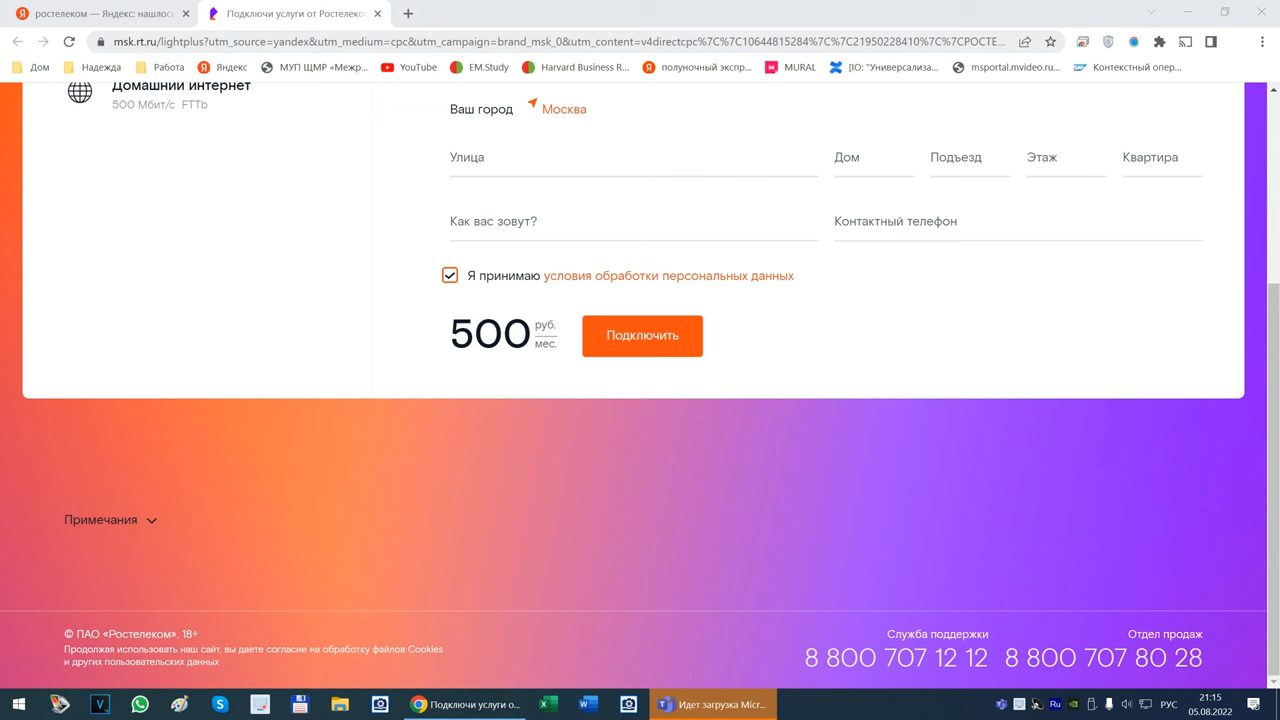 ростелеком — Яндекс: нашлось
Подключи услуги от Ростелеко
msk.rt.ru/lightplus?utm_source=yandex&utm_medium=cpc&utm_campaign=brand_msk_0&utm_content=v4directcpc%7C%7C10644815284%7C%7C21950228410%7C%7CРОСТЕ...
Дом
Надежда
Работа
Яндекс
МУП ЩМР «Межр...
YouTube
EM.Study
Harvard Business R...
полуночный экспр...
MURAL
[IO: "Универсализа...
msportal.mvideo.ru...
Контекстный опер...
Домашний интернет
500 Мбит/с FTTb
Ваш город Москва
Улица
Дом
Подъезд
Этаж
Квартира
Как вас зовут?
Контактный телефон
Я принимаю условия обработки персональных данных
500 руб. мес.
Подключить
Примечания
© ПАО «Ростелеком». 18+
Продолжая использовать наш сайт, вы даете согласие на обработку файлов Cookies
и других пользовательских данных
Служба поддержки
8 800 707 12 12
Отдел продаж
8 800 707 80 28
Подключи услуги о...
Идет загрузка Micr...
Ru
РУС
21:15
05.08.2022